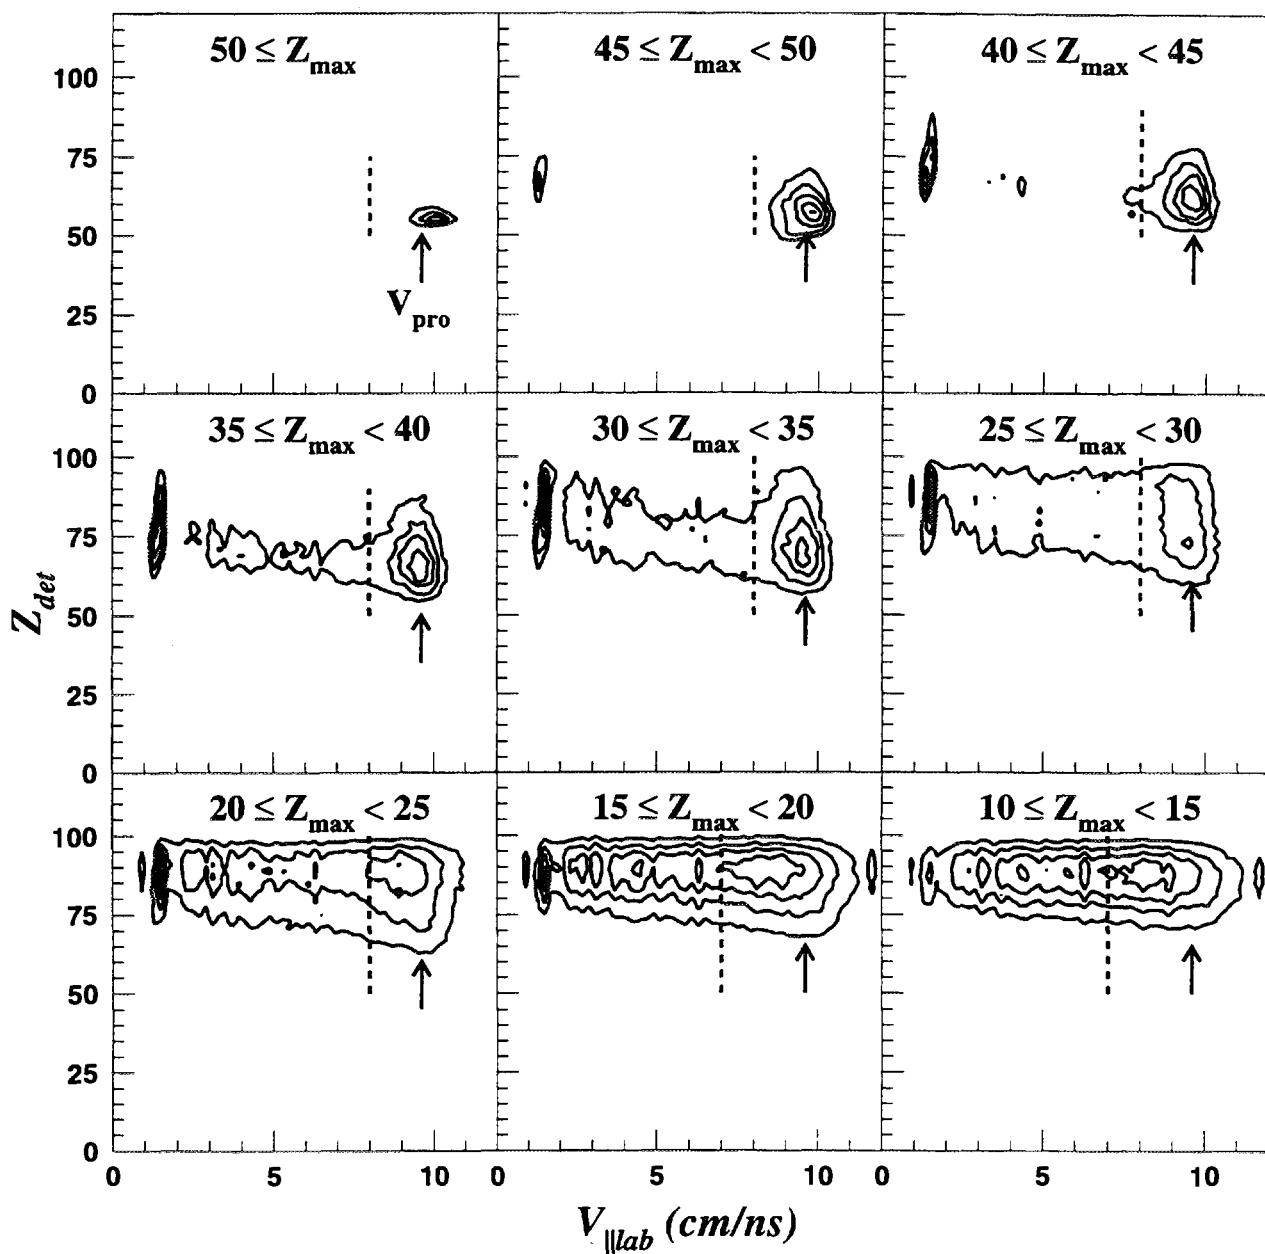 50 ≤ Z_max
45 ≤ Z_max < 50
40 ≤ Z_max < 45
100
75
50
25
0
V_pro
35 ≤ Z_max < 40
30 ≤ Z_max < 35
25 ≤ Z_max < 30
100
75
50
25
0
Z_det
20 ≤ Z_max < 25
15 ≤ Z_max < 20
10 ≤ Z_max < 15
100
75
50
25
0
0 5 10 0 5 10 0 5 10
V_||lab (cm/ns)